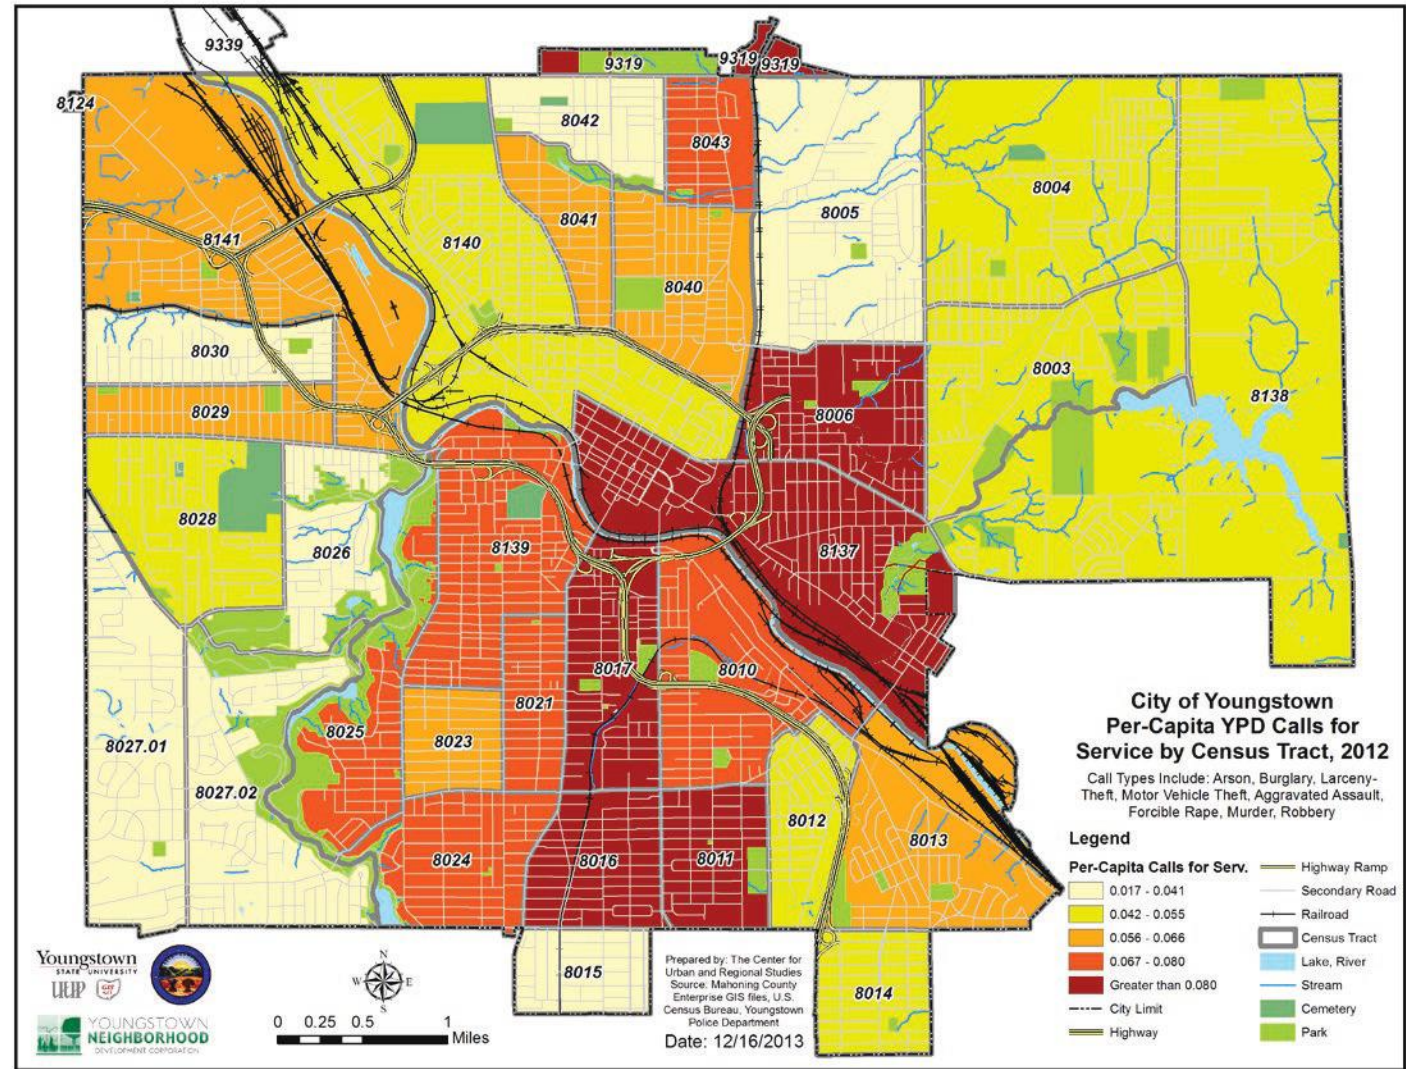 9339
9319
9319
9319
8124
8042
8043
8004
8005
8041
8141
8140
8040
8030
8003
8029
8138
8006
8028
8026
8139
8137
8017
8010
8021
8025
8023
8027.01
8027.02
8012
8013
8024
8016
8011
8015
8014
City of Youngstown
Per-Capita YPD Calls for
Service by Census Tract, 2012
Call Types Include: Arson, Burglary, Larceny-
Theft, Motor Vehicle Theft, Aggravated Assault,
Forcible Rape, Murder, Robbery
Legend
Per-Capita Calls for Serv.
0.017 - 0.041
0.042 - 0.055
0.056 - 0.066
0.067 - 0.080
Greater than 0.080
City Limit
Highway
Highway Ramp
Secondary Road
Railroad
Census Tract
Lake, River
Stream
Cemetery
Park
Youngstown
STATE UNIVERSITY
YOUNGSTOWN
NEIGHBORHOOD
DEVELOPMENT CORPORATION
N
W E
S
0 0.25 0.5 1
Miles
Prepared by: The Center for
Urban and Regional Studies
Source: Mahoning County
Enterprise GIS files, U.S.
Census Bureau, Youngstown
Police Department
Date: 12/16/2013